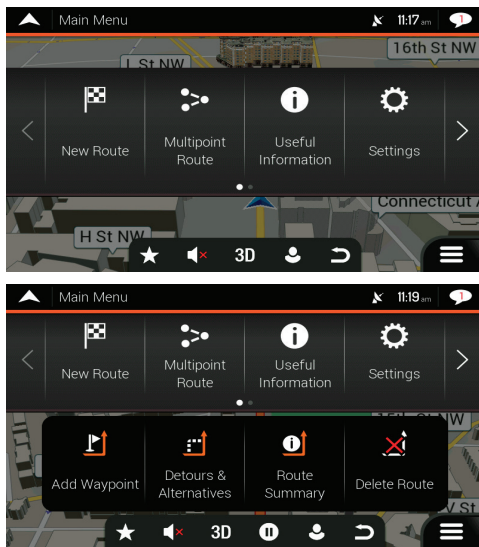 Main Menu
11:17 am
1
16th St NW
L St NW
New Route
Multipoint
Route
Useful
Information
Settings
Connecticut
H St NW
3D
Main Menu
11:19 am
1
New Route
Multipoint
Route
Useful
Information
Settings
Add Waypoint
Detours &
Alternatives
Route
Summary
Delete Route
3D